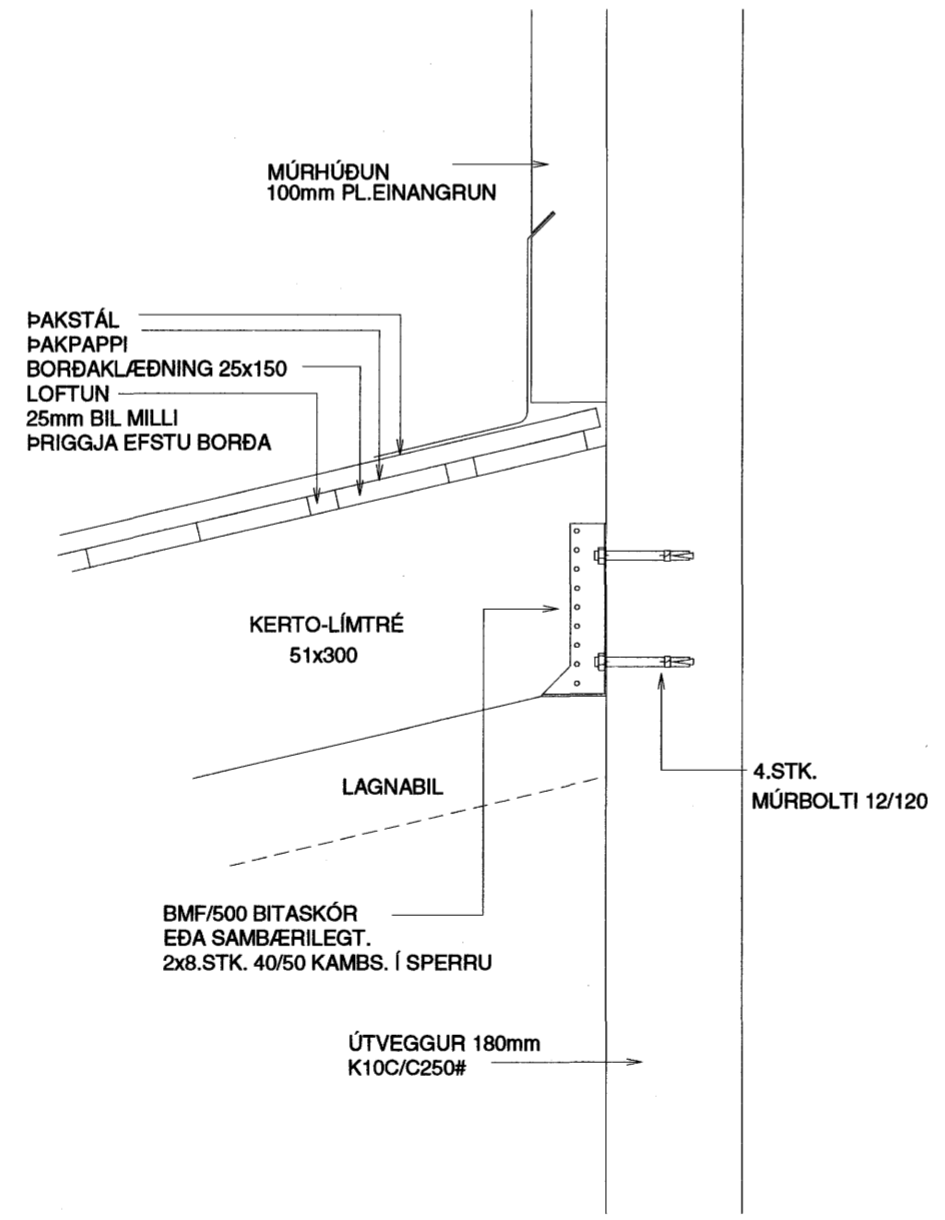 MÚRHÚÐUN
100mm PL.EINANGRUN
ÞAKSTÁL
ÞAKPAPPI
BORÐAKLÆÐNING 25x150
LOFTUN
25mm BIL MILLI
ÞRIGGJA EFSTU BORÐA
KERTO-LÍMTRÉ
51x300
LAGNABIL
4.STK.
MÚRBOLTI 12/120
BMF/500 BITASKÓR
EÐA SAMBÆRILEGT.
2x8.STK. 40/50 KAMBS. Í SPERRU
ÚTVEGGUR 180mm
K10C/C250#